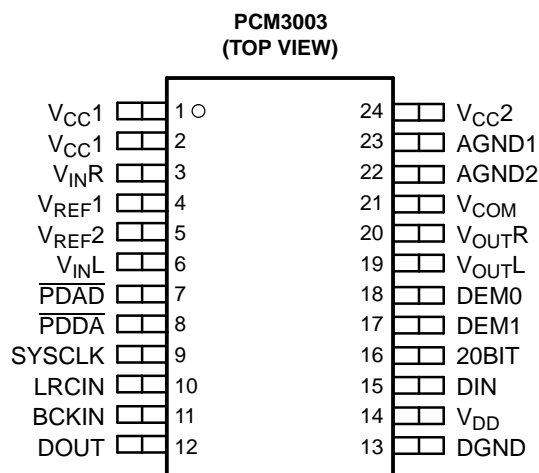 PCM3003
(TOP VIEW)
VCC1 1 24 VCC2
VCC1 2 23 AGND1
VINR 3 22 AGND2
VREF1 4 21 VCOM
VREF2 5 20 VOUTR
VINL 6 19 VOUTL
PDAD 7 18 DEM0
PDDA 8 17 DEM1
SYSCLK 9 16 20BIT
LRCIN 10 15 DIN
BCKIN 11 14 VDD
DOUT 12 13 DGND